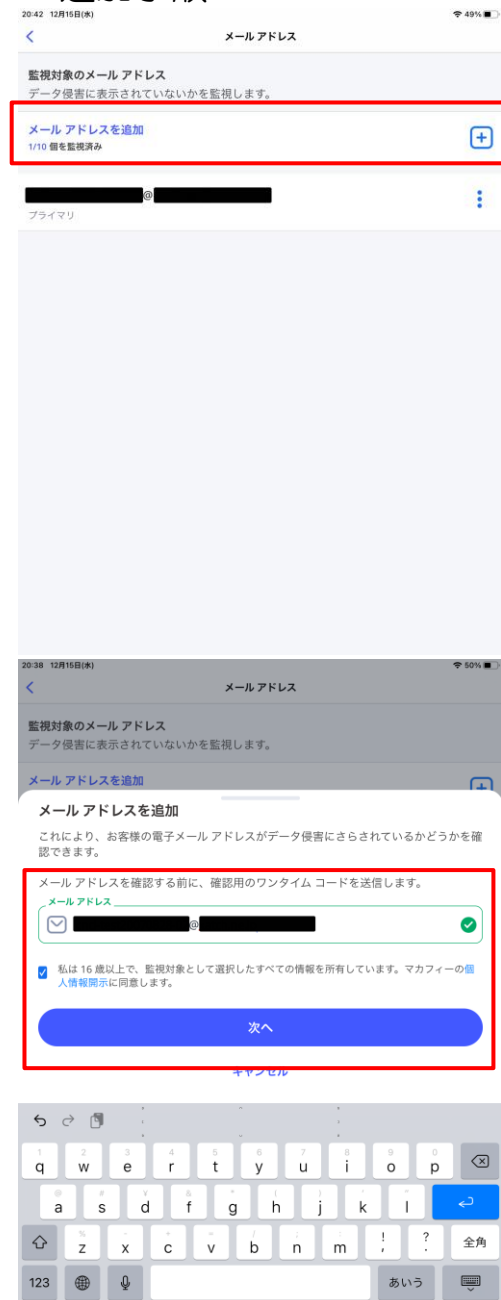 20:42 12月15日(水) 49%
メール アドレス
監視対象のメール アドレス
データ侵害に表示されていないかを監視します。
メール アドレスを追加
1/10 個を監視済み
@
プライマリ
20:38 12月15日(水) 50%
メール アドレス
監視対象のメール アドレス
データ侵害に表示されていないかを監視します。
メール アドレスを追加
メール アドレスを追加
これにより、お客様の電子メール アドレスがデータ侵害にさらされているかどうかを確
認できます。
メール アドレスを確認する前に、確認用のワンタイム コードを送信します。
メール アドレス
@
私は 16 歳以上で、監視対象として選択したすべての情報を所有しています。マカフィーの個
人情報開示に同意します。
次へ
キャンセル
1 2 3 4 5 6 7 8 9 0
q w e r t y u i o p
@ # ¥ & * ( )
a s d f g h j k l
% - + = / ; : ! ?
z x c v b n m , . 全角
123 あいう